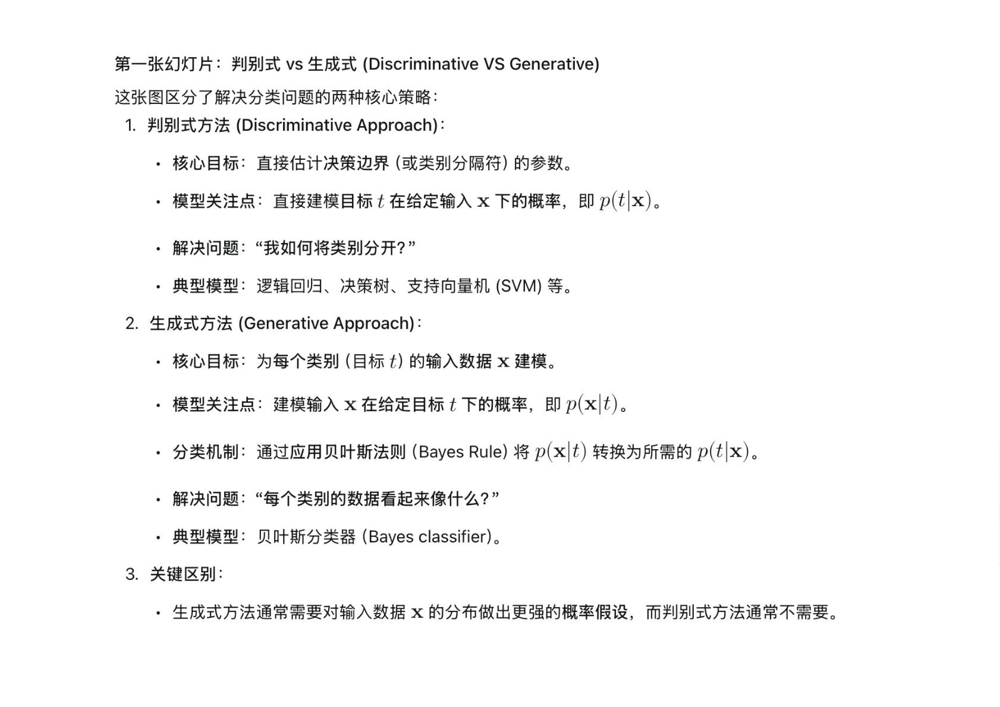 第一张幻灯片：判别式 vs 生成式 (Discriminative VS Generative)
这张图区分了解决分类问题的两种核心策略：
1. 判别式方法 (Discriminative Approach)：
• 核心目标：直接估计决策边界（或类别分隔符）的参数。
• 模型关注点：直接建模目标 t 在给定输入 x 下的概率，即 p(t|x)。
• 解决问题：“我如何将类别分开？”
• 典型模型：逻辑回归、决策树、支持向量机 (SVM) 等。
2. 生成式方法 (Generative Approach)：
• 核心目标：为每个类别（目标 t）的输入数据 x 建模。
• 模型关注点：建模输入 x 在给定目标 t 下的概率，即 p(x|t)。
• 分类机制：通过应用贝叶斯法则（Bayes Rule）将 p(x|t) 转换为所需的 p(t|x)。
• 解决问题：“每个类别的数据看起来像什么？”
• 典型模型：贝叶斯分类器（Bayes classifier）。
3. 关键区别：
• 生成式方法通常需要对输入数据 x 的分布做出更强的概率假设，而判别式方法通常不需要。